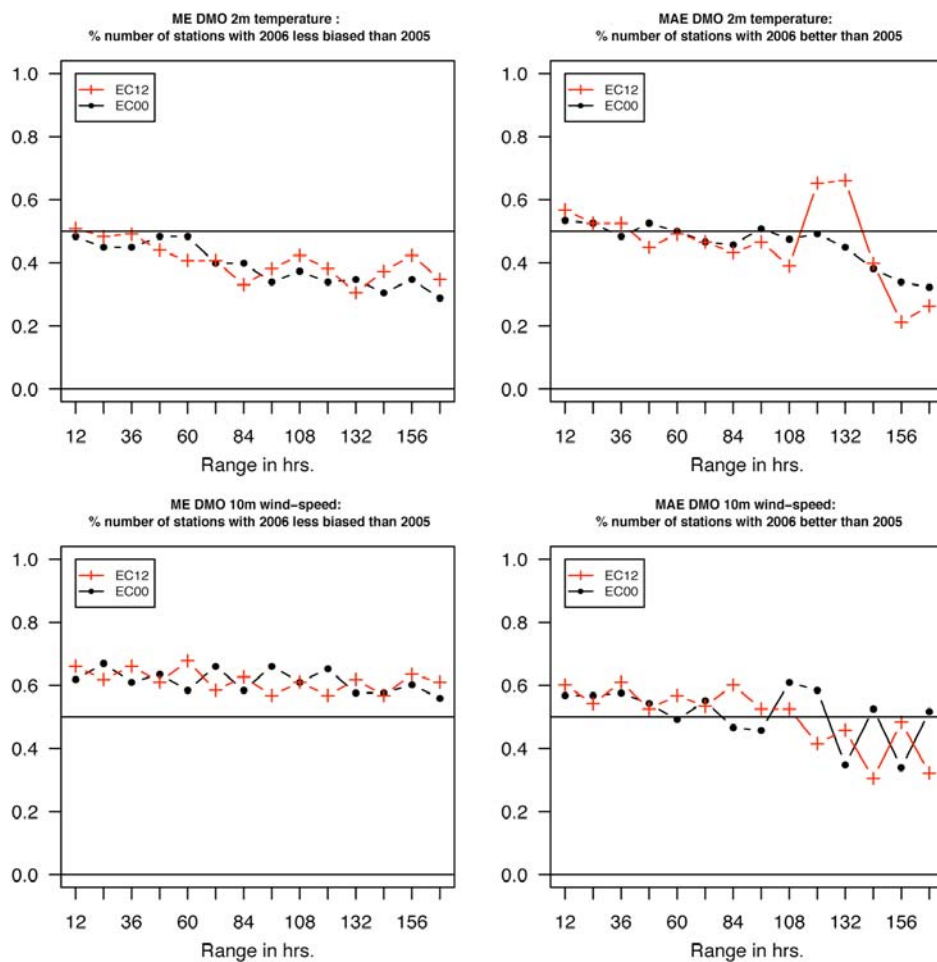 ME DMO 2m temperature :
% number of stations with 2006 less biased than 2005
1.0
0.8
0.6
0.4
0.2
0.0
EC12
EC00
12 36 60 84 108 132 156
Range in hrs.
MAE DMO 2m temperature:
% number of stations with 2006 better than 2005
1.0
0.8
0.6
0.4
0.2
0.0
EC12
EC00
12 36 60 84 108 132 156
Range in hrs.
ME DMO 10m wind-speed:
% number of stations with 2006 less biased than 2005
1.0
0.8
0.6
0.4
0.2
0.0
EC12
EC00
12 36 60 84 108 132 156
Range in hrs.
MAE DMO 10m wind-speed:
% number of stations with 2006 better than 2005
1.0
0.8
0.6
0.4
0.2
0.0
EC12
EC00
12 36 60 84 108 132 156
Range in hrs.